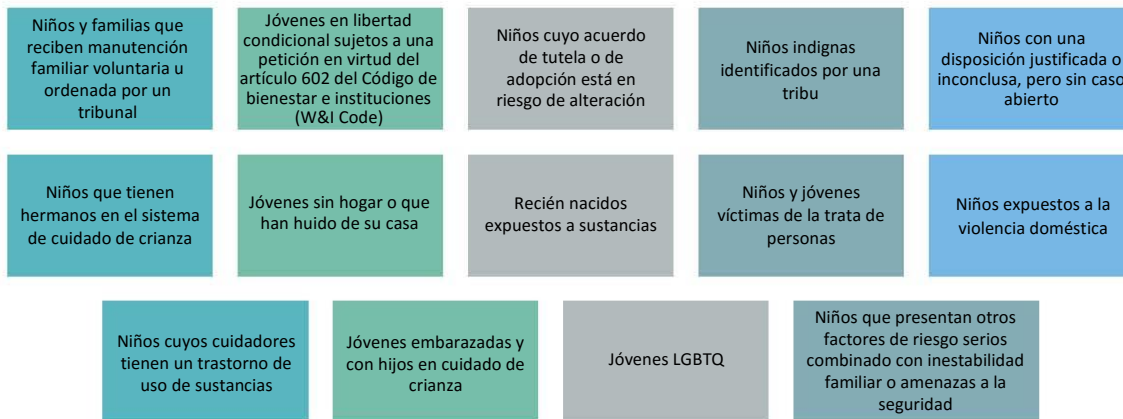 Niños y familias que
reciben manutención
familiar voluntaria u
ordenada por un
tribunal
Jóvenes en libertad
condicional sujetos a una
petición en virtud del
artículo 602 del Código de
bienestar e instituciones
(W&I Code)
Niños cuyo acuerdo
de tutela o de
adopción está en
riesgo de alteración
Niños indignas
identificados por una
tribu
Niños con una
disposición justificada o
inconclusa, pero sin caso
abierto
Niños que tienen
hermanos en el sistema
de cuidado de crianza
Jóvenes sin hogar o que
han huido de su casa
Recién nacidos
expuestos a sustancias
Niños y jóvenes
víctimas de la trata de
personas
Niños expuestos a la
violencia doméstica
Niños cuyos cuidadores
tienen un trastorno de
uso de sustancias
Jóvenes embarazadas y
con hijos en cuidado de
crianza
Jóvenes LGBTQ
Niños que presentan otros
factores de riesgo serios
combinado con inestabilidad
familiar o amenazas a la
seguridad